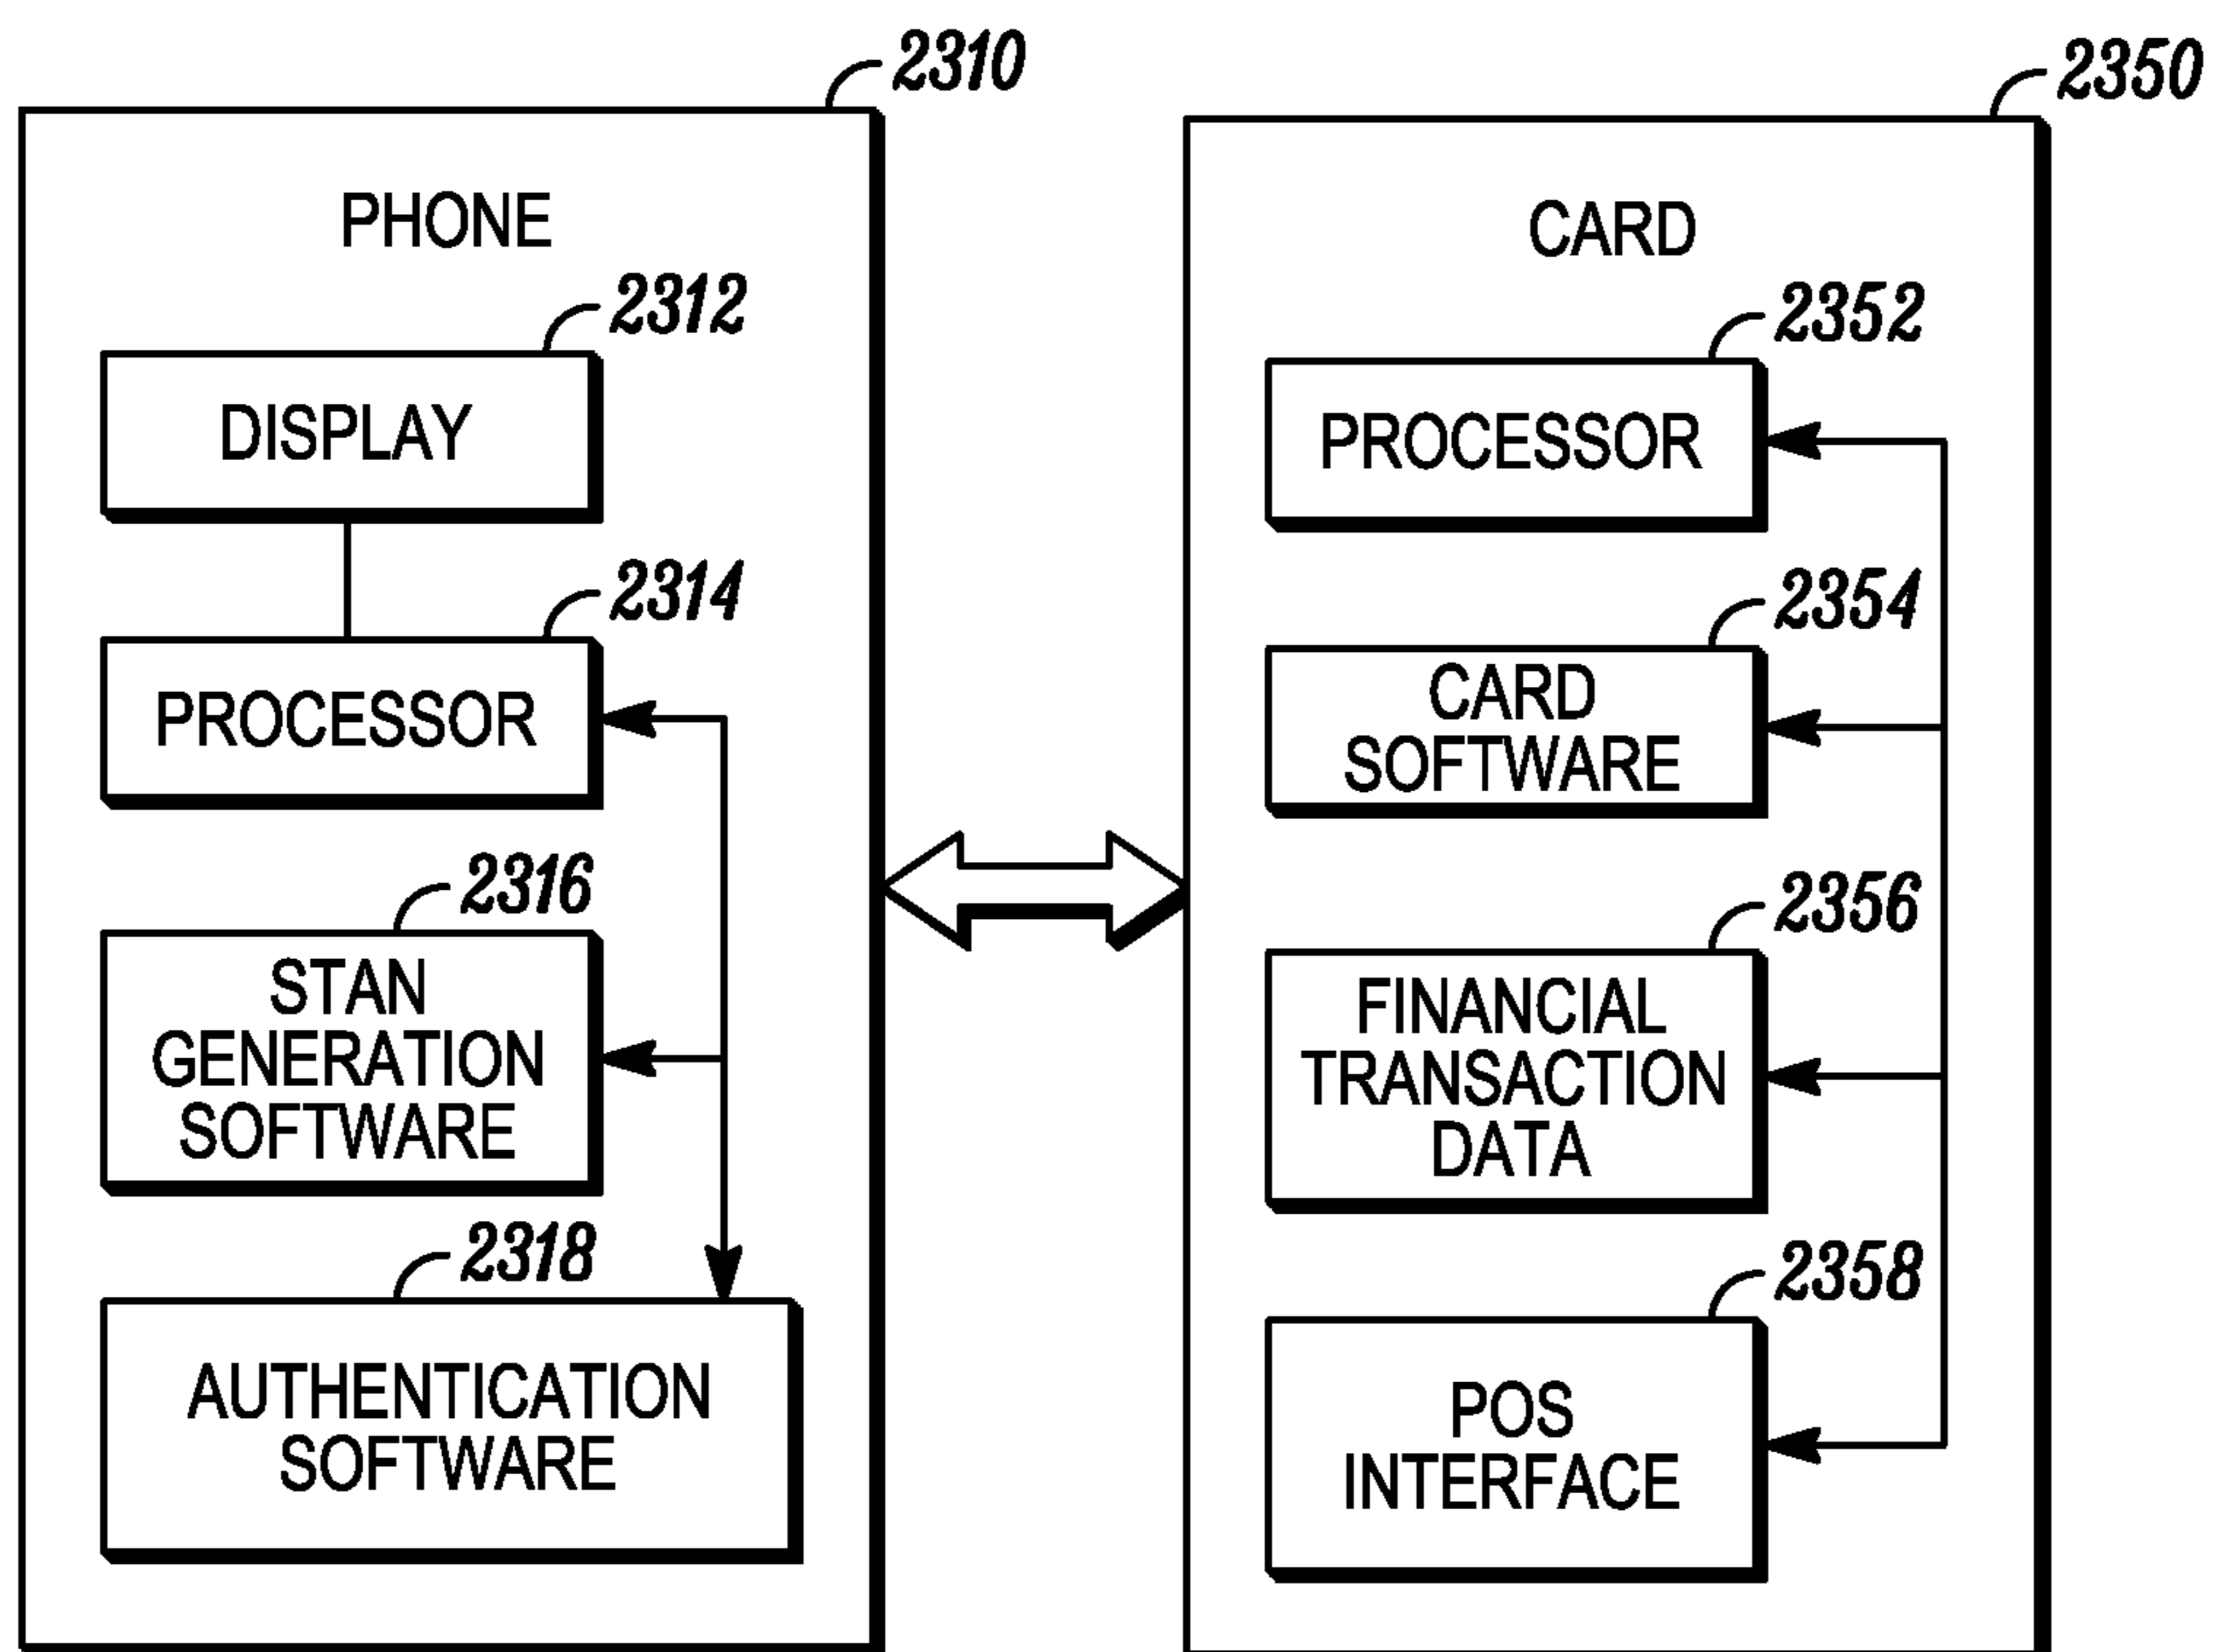 2310
PHONE
2312
DISPLAY
2314
PROCESSOR
2316
STAN
GENERATION
SOFTWARE
2318
AUTHENTICATION
SOFTWARE
2350
CARD
2352
PROCESSOR
2354
CARD
SOFTWARE
2356
FINANCIAL
TRANSACTION
DATA
2358
POS
INTERFACE